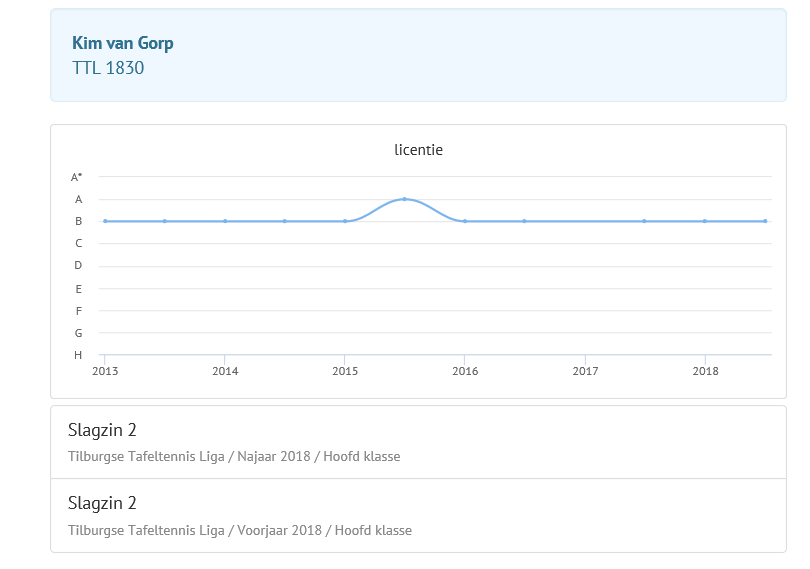 Kim van Gorp
TTL 1830
licentie
A*
A
B
C
D
E
F
G
H
2013 2014 2015 2016 2017 2018
Slagzin 2
Tilburgse Tafeltennis Liga / Najaar 2018 / Hoofd klasse
Slagzin 2
Tilburgse Tafeltennis Liga / Voorjaar 2018 / Hoofd klasse